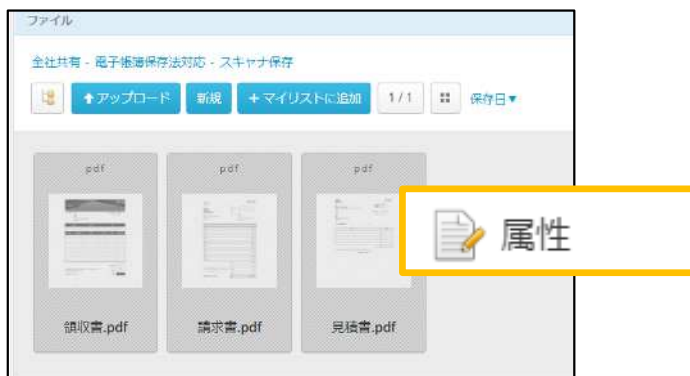 ファイル
全社共有 - 電子帳簿保存法対応 - スキャナ保存
アップロード 新規 +マイリストに追加 1/1 保存日▼
pdf pdf pdf
属性
領収書.pdf 請求書.pdf 見積書.pdf